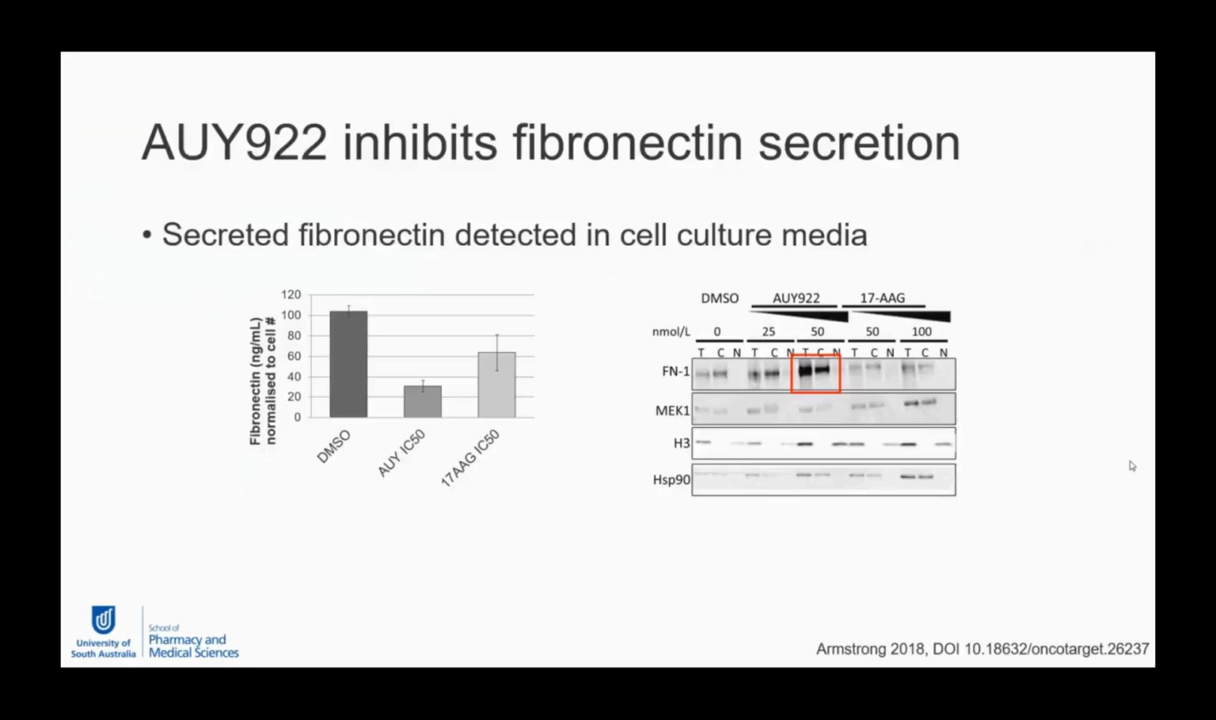 AUY922 inhibits fibronectin secretion
• Secreted fibronectin detected in cell culture media
Fibronectin (ng/mL)
normalised to cell #
120
100
80
60
40
20
0
DMSO
AUY IC50
17AAG IC50
DMSO AUY922 17-AAG
nmol/L 0 25 50 50 100
T C N T C N T C N T C N T C N
FN-1
MEK1
H3
Hsp90
University of
South Australia
School of
Pharmacy and
Medical Sciences
Armstrong 2018, DOI 10.18632/oncotarget.26237